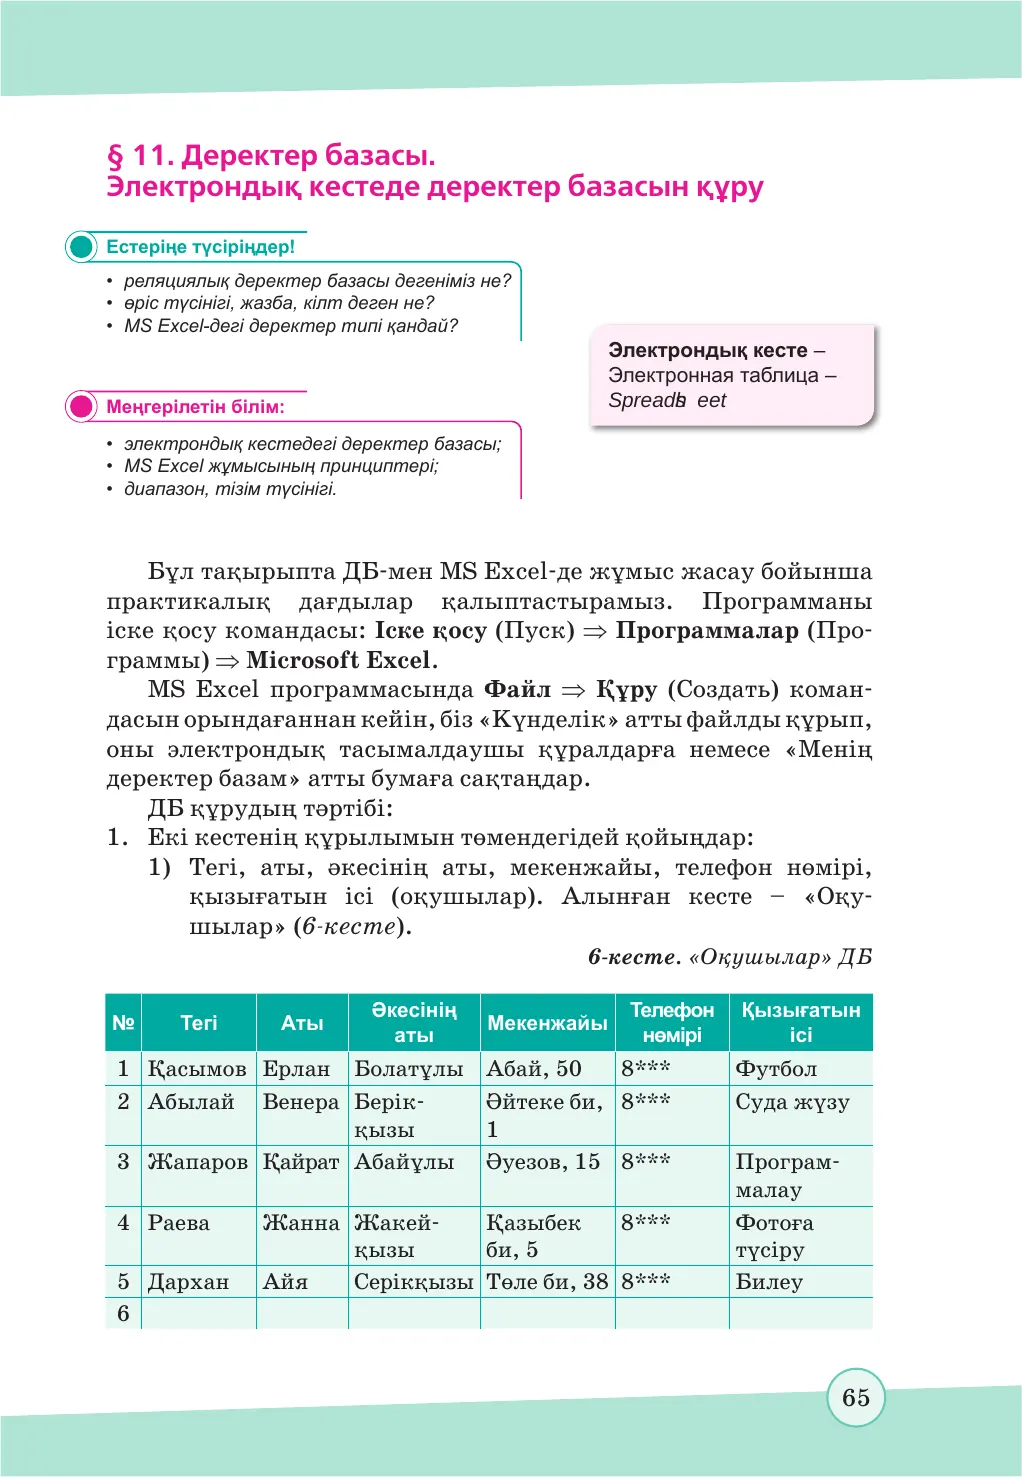 § 11. Деректер базасы.
Электрондық кестеде деректер базасын құру
Естеріңе түсіріңдер!
• реляциялық деректер базасы дегеніміз не?
• өріс түсінігі, жазба, кілт деген не?
• MS Excel-дегі деректер типі қандай?
Электрондық кесте –
Электронная таблица –
Spreadsheet
Меңгерілетін білім:
• электрондық кестедегі деректер базасы;
• MS Excel жұмысының принциптері;
• диапазон, тізім түсінігі.
Бұл тақырыпта ДБ-мен MS Excel-де жұмыс жасау бойынша
практикалық дағдылар қалыптастырамыз. Программаны
іске қосу командасы: Іске қосу (Пуск) ⇒ Программалар (Про-
граммы) ⇒ Microsoft Excel.
MS Excel программасында Файл ⇒ Құру (Создать) коман-
дасын орындағаннан кейін, біз «Күнделік» атты файлды құрып,
оны электрондық тасымалдаушы құралдарға немесе «Менің
деректер базам» атты бумаға сақтаңдар.
ДБ құрудың тәртібі:
1. Екі кестенің құрылымын төмендегідей қойыңдар:
1) Тегі, аты, әкесінің аты, мекенжайы, телефон нөмірі,
қызығатын ісі (оқушылар). Алынған кесте – «Оқу-
шылар» (6-кесте).
6-кесте. «Оқушылар» ДБ
№ Тегі Аты Әкесінің аты Мекенжайы Телефон нөмірі Қызығатын ісі
1 Қасымов Ерлан Болатұлы Абай, 50 8*** Футбол
2 Абылай Венера Берік- 8*** Суда жүзу Әйтеке би,
қызы 1
3 Жапаров Қайрат Абайұлы Әуезов, 15 8*** Програм-
малау
4 Раева Жанна Жакей- Қазыбек 8*** Фотоға
қызы би, 5 түсіру
5 Дархан Айя Серікқызы Төле би, 38 8*** Билеу
6
65